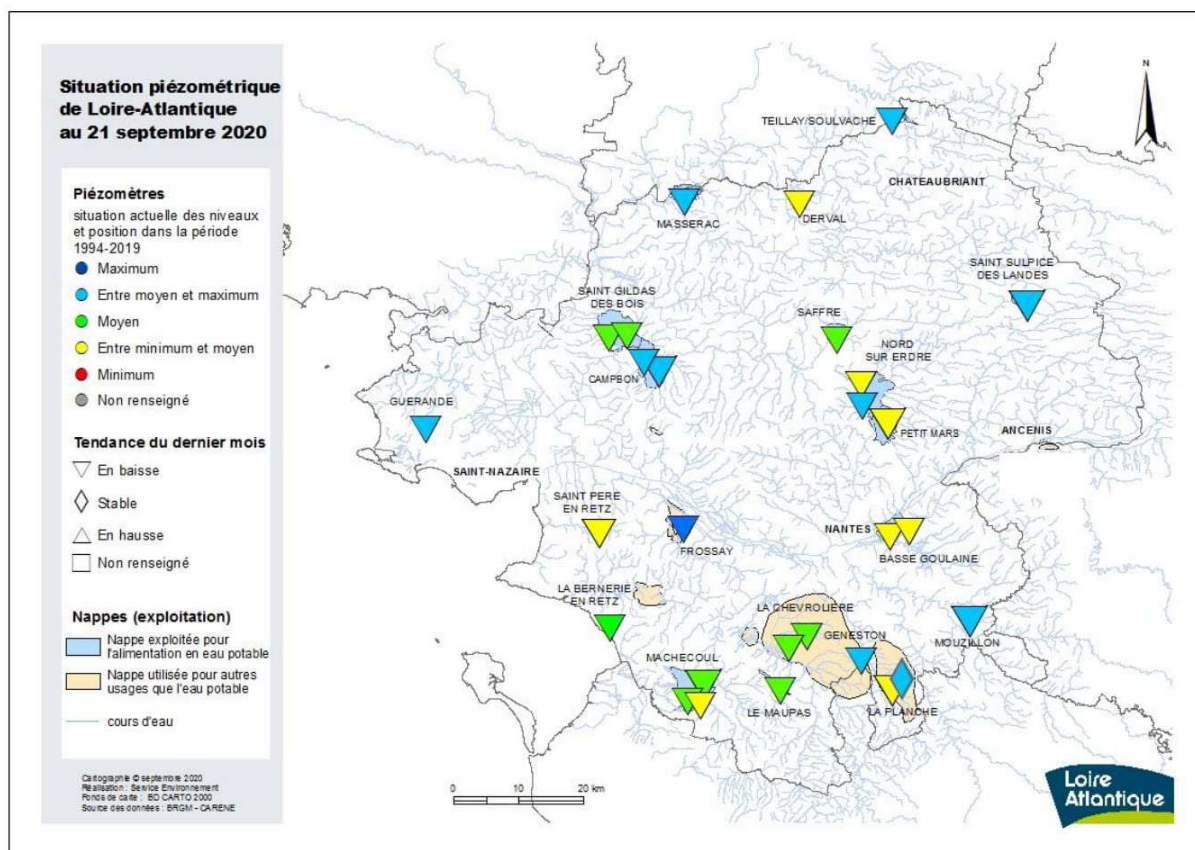 Situation piézométrique
de Loire-Atlantique
au 21 septembre 2020
Piézomètres
situation actuelle des niveaux
et position dans la période
1994-2019
Maximum
Entre moyen et maximum
Moyen
Entre minimum et moyen
Minimum
Non renseigné
Tendance du dernier mois
En baisse
Stable
En hausse
Non renseigné
Nappes (exploitation)
Nappe exploitée pour
l'alimentation en eau potable
Nappe utilisée pour autres
usages que l'eau potable
cours d'eau
Cartographie © septembre 2020
Réalisation : Service Environnement
Fonds de carte : BD CARTO 2000
Source des données : BRGM - CARENE
N
TEILLAY/SOULVACHE
CHATEAUBRIANT
MASSERAC
DERVAL
SAINT SULPICE
DES LANDES
SAINT GILDAS
DES BOIS
SAFFRE
NORD
SUR ERDRE
CAMPBON
GUERANDE
PETIT MARS
ANCENIS
SAINT-NAZAIRE
SAINT PERE
EN RETZ
FROSSAY
NANTES
BASSE GOULAINE
LA BERNERIE
EN RETZ
LA CHEVROLIERE
GENESTON
MOUZILLON
MACHECOUL
LE MAUPAS
LA PLANCHE
0 10 20 km
Loire
Atlantique